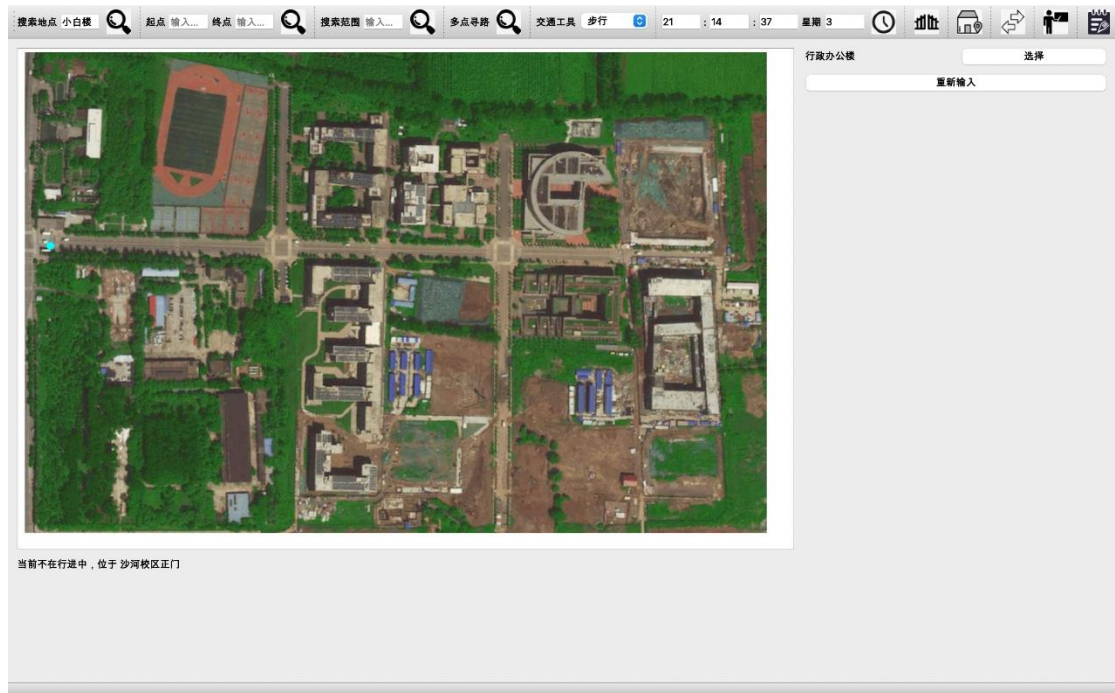 搜索地点 小白楼 起点 输入... 终点 输入... 搜索范围 输入... 多点寻路 交通工具 步行 21 : 14 : 37 星期 3
行政办公楼 选择
重新输入
当前不在行进中，位于 沙河校区正门